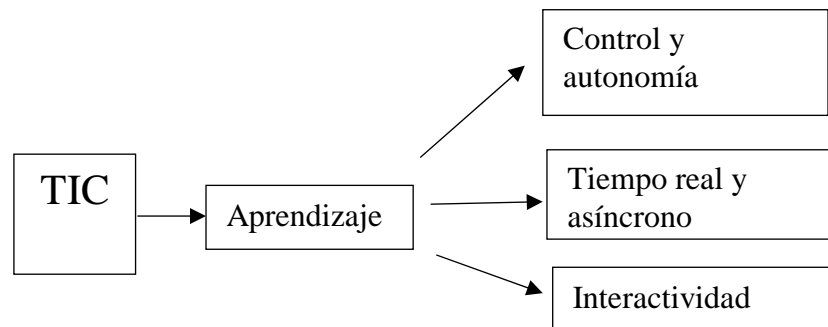 TIC
Aprendizaje
Control y
autonomía
Tiempo real y
asíncrono
Interactividad